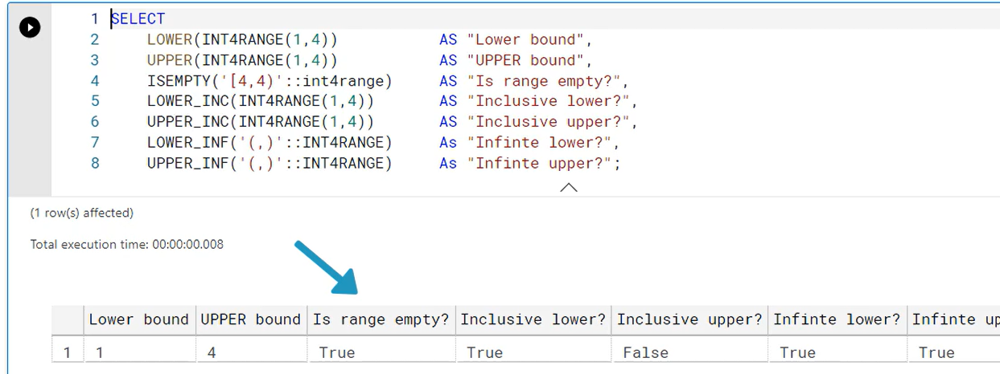 1 SELECT
2 LOWER(INT4RANGE(1,4)) AS "Lower bound",
3 UPPER(INT4RANGE(1,4)) AS "UPPER bound",
4 ISEMPTY('[4,4)'::int4range) AS "Is range empty?",
5 LOWER_INC(INT4RANGE(1,4)) AS "Inclusive lower?",
6 UPPER_INC(INT4RANGE(1,4)) AS "Inclusive upper?",
7 LOWER_INF('(,)'::INT4RANGE) As "Infinte lower?",
8 UPPER_INF('(,)'::INT4RANGE) As "Infinte upper?";
(1 row(s) affected)
Total execution time: 00:00:00.008
Lower bound UPPER bound Is range empty? Inclusive lower? Inclusive upper? Infinte lower? Infinte up
1 1 4 True True False True True